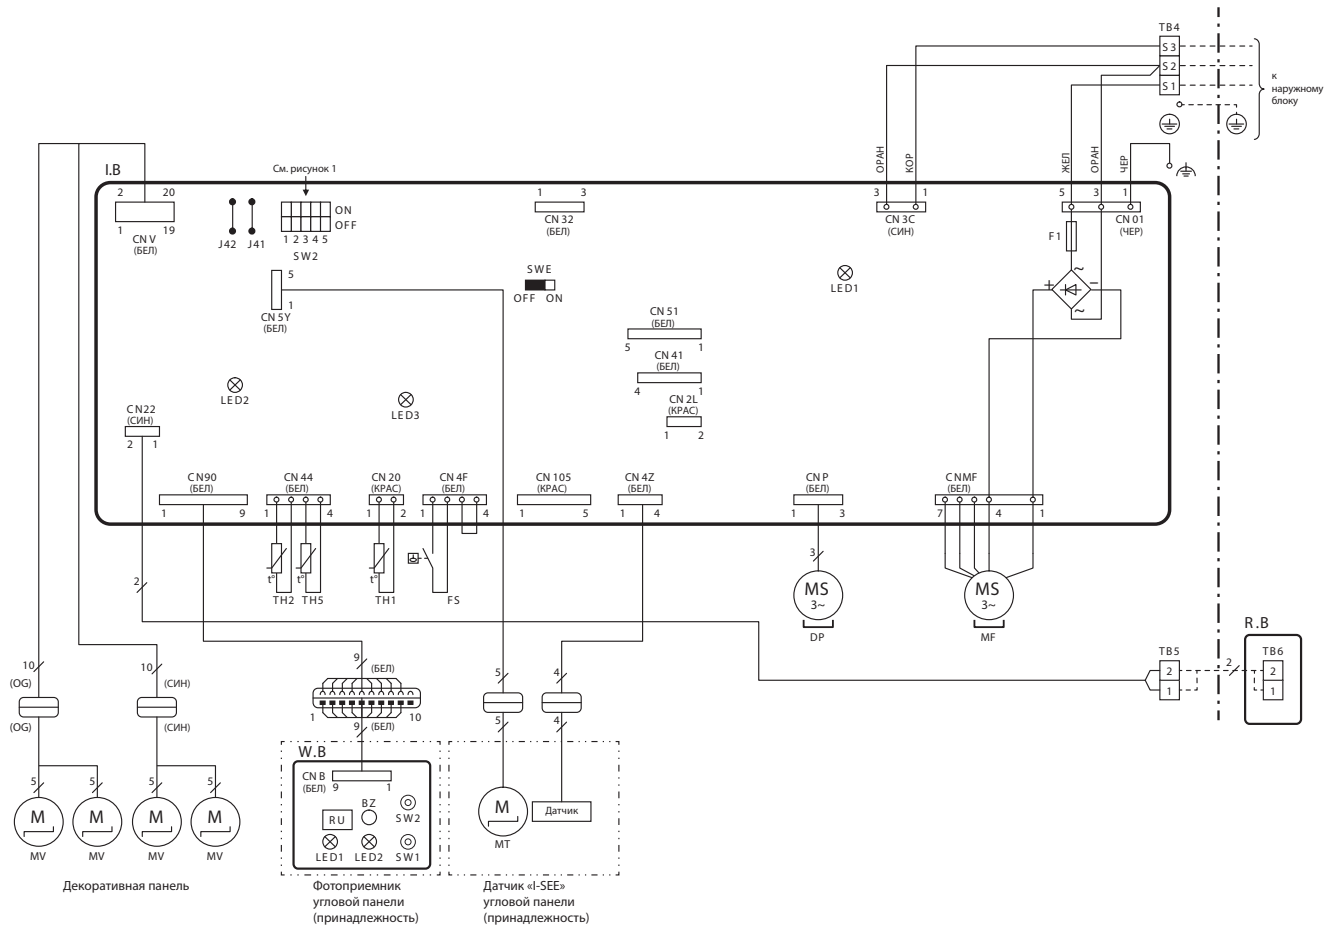 TB4
S 3
S 2
S 1
к
наружному
блоку
ОРАН
КОР
ЖЕЛ
ОРАН
ЧЕР
I.B
См. рисунок 1
2 20
1 19
CN V
(БЕЛ)
J42 J41
ON
OFF
1 2 3 4 5
SW2
1 3
CN 32
(БЕЛ)
3 1
CN 3C
(СИН)
5 3 1
CN 01
(ЧЕР)
F1
~
+ −
~
5
1
CN 5Y
(БЕЛ)
SWE
OFF ON
LED1
CN 51
(БЕЛ)
5 1
CN 41
(БЕЛ)
4 1
CN 2L
(КРАС)
1 2
LED2
LED3
CN22
(СИН)
2 1
CN90
(БЕЛ)
1 9
CN 44
(БЕЛ)
1 4
CN 20
(КРАС)
1 2
CN 4F
(БЕЛ)
1 4
CN 105
(КРАС)
1 5
CN 4Z
(БЕЛ)
1 4
CN P
(БЕЛ)
1 3
CNMF
(БЕЛ)
7 4 1
t° t° t°
TH2 TH5 TH1 FS
2
3
MS
3~
DP
MS
3~
MF
R.B
TB5
2
1
2
TB6
2
1
10
(OG)
(OG)
10
(СИН)
(СИН)
9
(БЕЛ)
1 10
9
(БЕЛ)
5
5
4
4
5 5 5 5
M M M M
MV MV MV MV
Декоративная панель
W.B
CN B
(БЕЛ)
9 1
RU
BZ
SW2
LED1 LED2 SW1
Фотоприемник
угловой панели
(принадлежность)
M
MT
Датчик
Датчик «I-SEE»
угловой панели
(принадлежность)